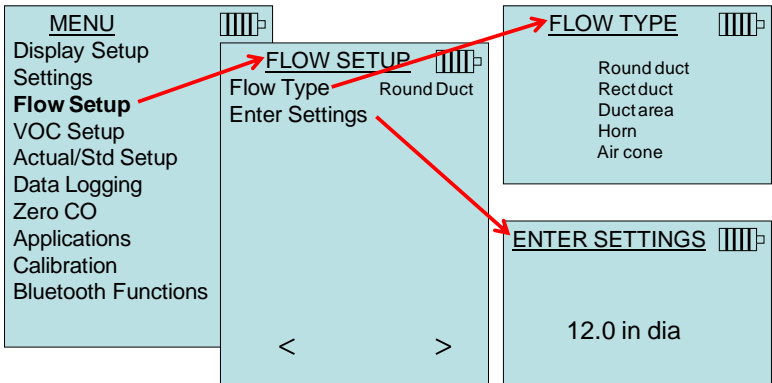 MENU
Display Setup
Settings
Flow Setup
VOC Setup
Actual/Std Setup
Data Logging
Zero CO
Applications
Calibration
Bluetooth Functions
FLOW SETUP
Flow Type Round Duct
Enter Settings
< >
FLOW TYPE
Round duct
Rect duct
Duct area
Horn
Air cone
ENTER SETTINGS
12.0 in dia